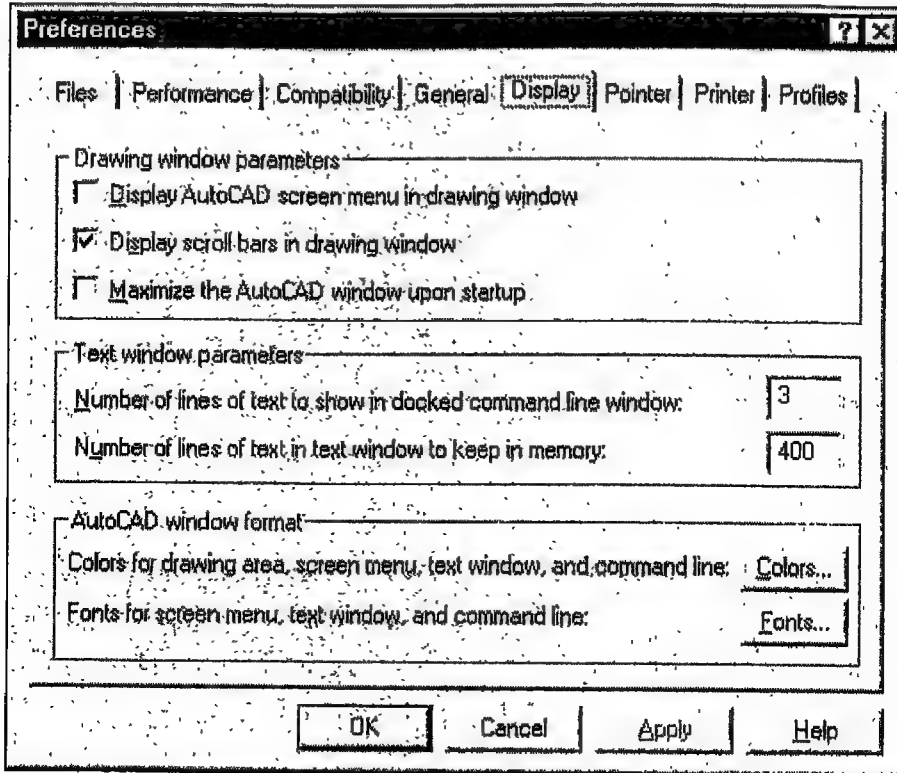 Preferences ? ×
Files Performance Compatibility General Display Pointer Printer Profiles
Drawing window parameters
Display AutoCAD screen menu in drawing window
Display scroll bars in drawing window
Maximize the AutoCAD window upon startup
Text window parameters
Number of lines of text to show in docked command line window: 3
Number of lines of text in text window to keep in memory: 400
AutoCAD window format
Colors for drawing area, screen menu, text window, and command line: Colors...
Fonts for screen menu, text window, and command line: Fonts...
OK Cancel Apply Help